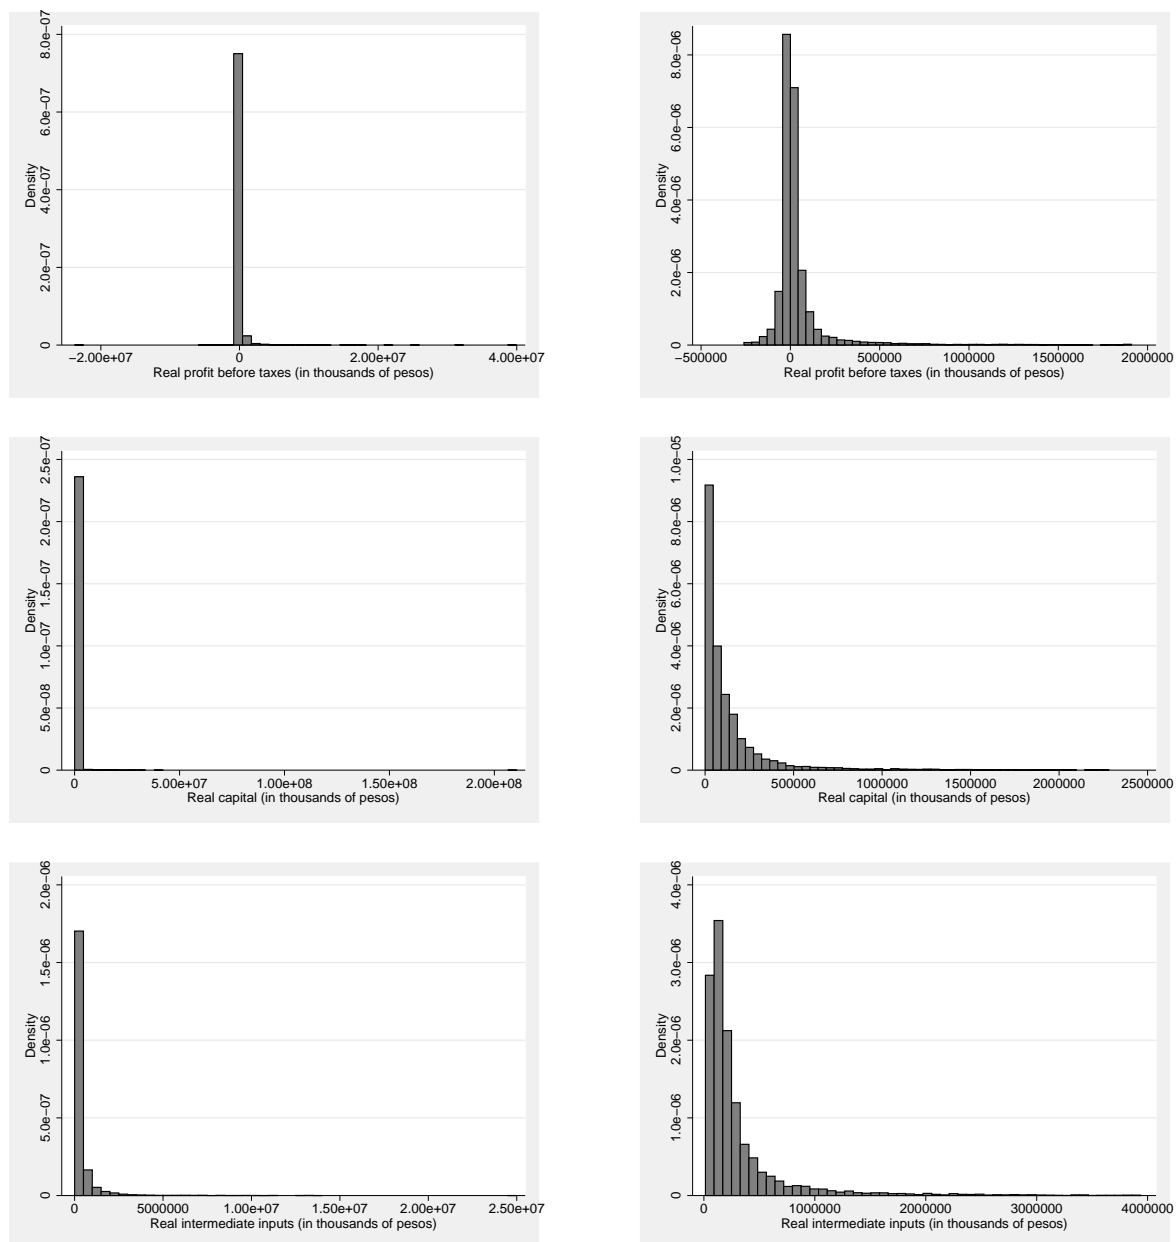 Density
0
2.0e−07
4.0e−07
6.0e−07
8.0e−07
−2.00e+07 0 2.00e+07 4.00e+07
Real profit before taxes (in thousands of pesos)
Density
0
2.0e−06
4.0e−06
6.0e−06
8.0e−06
−500000 0 500000 1000000 1500000 2000000
Real profit before taxes (in thousands of pesos)
Density
0
5.0e−08
1.0e−07
1.5e−07
2.0e−07
2.5e−07
0 5.00e+07 1.00e+08 1.50e+08 2.00e+08
Real capital (in thousands of pesos)
Density
0
2.0e−06
4.0e−06
6.0e−06
8.0e−06
1.0e−05
0 500000 1000000 1500000 2000000 2500000
Real capital (in thousands of pesos)
Density
0
5.0e−07
1.0e−06
1.5e−06
2.0e−06
0 5000000 1.00e+07 1.50e+07 2.00e+07 2.50e+07
Real intermediate inputs (in thousands of pesos)
Density
0
1.0e−06
2.0e−06
3.0e−06
4.0e−06
0 1000000 2000000 3000000 4000000
Real intermediate inputs (in thousands of pesos)